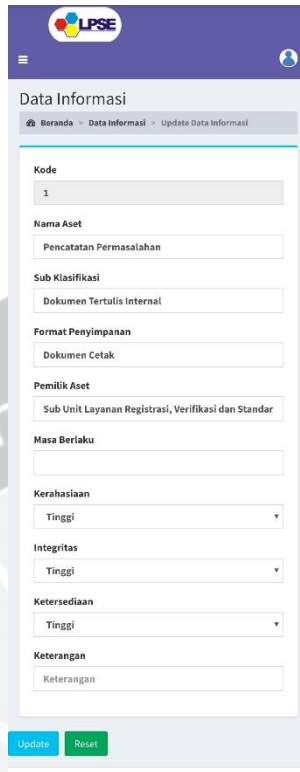 LPSE
Data Informasi
Beranda > Data Informasi > Update Data Informasi
Kode
1
Nama Aset
Pencatatan Permasalahan
Sub Klasifikasi
Dokumen Tertulis Internal
Format Penyimpanan
Dokumen Cetak
Pemilik Aset
Sub Unit Layanan Registrasi, Verifikasi dan Standar
Masa Berlaku
Kerahasiaan
Tinggi
Integritas
Tinggi
Ketersediaan
Tinggi
Keterangan
Keterangan
Update Reset